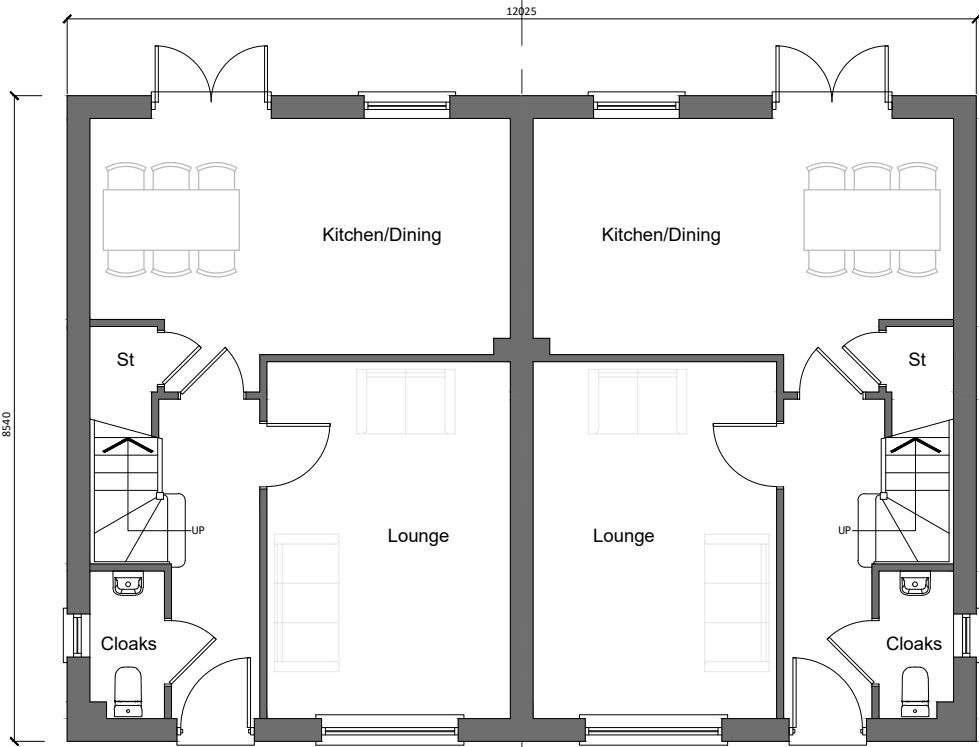 12025
Kitchen/Dining
Kitchen/Dining
St
St
8540
UP
UP
Lounge
Lounge
Cloaks
Cloaks